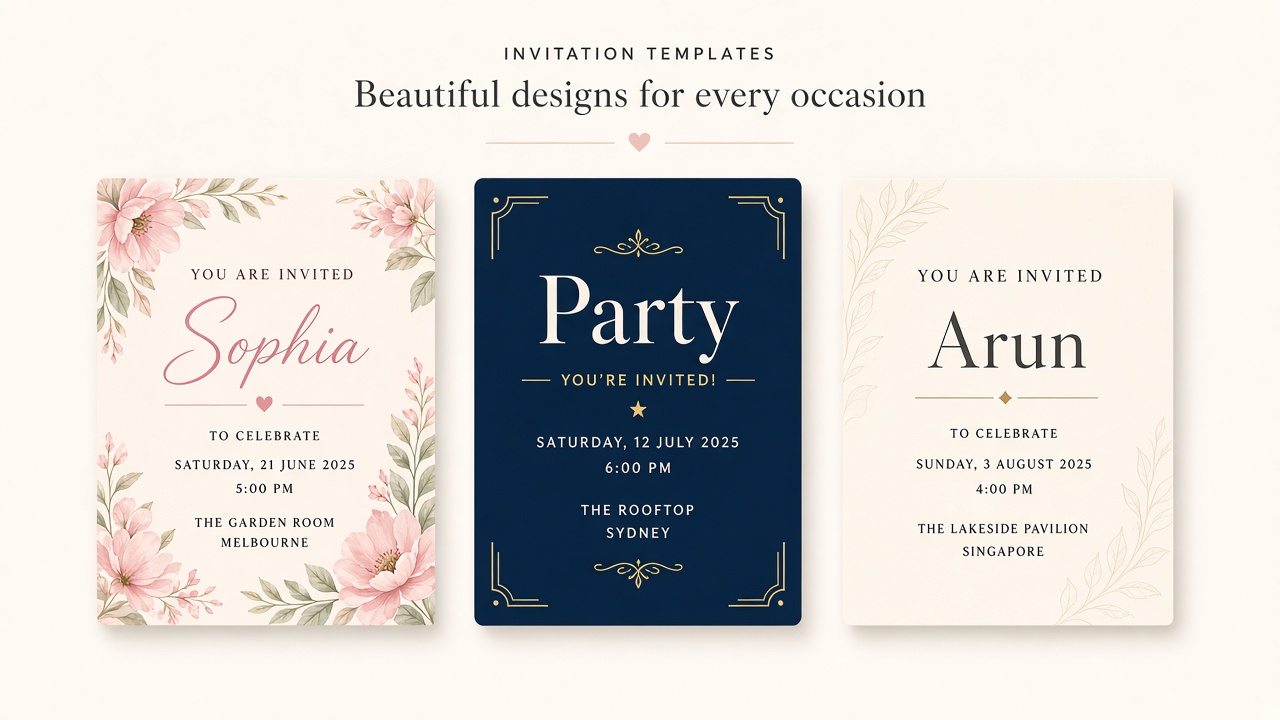 INVITATION TEMPLATES
Beautiful designs for every occasion
YOU ARE INVITED
Sophia
TO CELEBRATE
SATURDAY, 21 JUNE 2025
5:00 PM
THE GARDEN ROOM
MELBOURNE
Party
YOU'RE INVITED!
SATURDAY, 12 JULY 2025
6:00 PM
THE ROOFTOP
SYDNEY
YOU ARE INVITED
Arun
TO CELEBRATE
SUNDAY, 3 AUGUST 2025
4:00 PM
THE LAKESIDE PAVILION
SINGAPORE